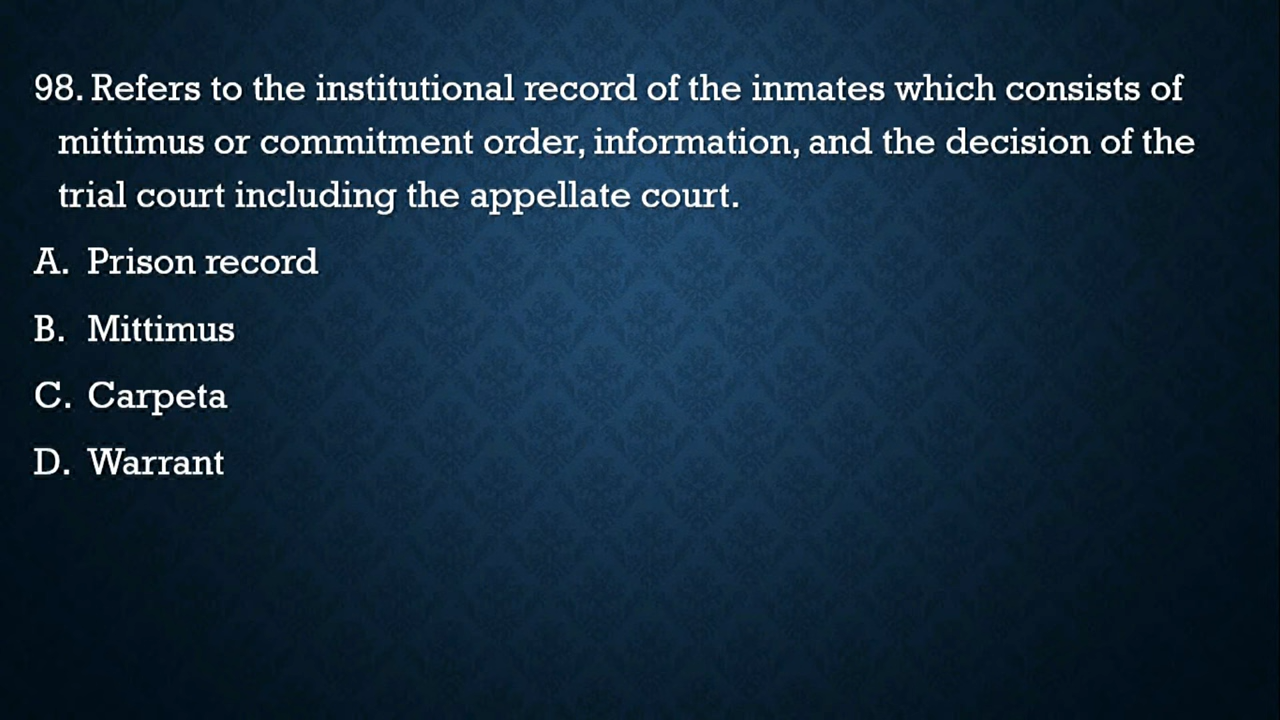 98. Refers to the institutional record of the inmates which consists of
mittimus or commitment order, information, and the decision of the
trial court including the appellate court.
A. Prison record
B. Mittimus
C. Carpeta
D. Warrant